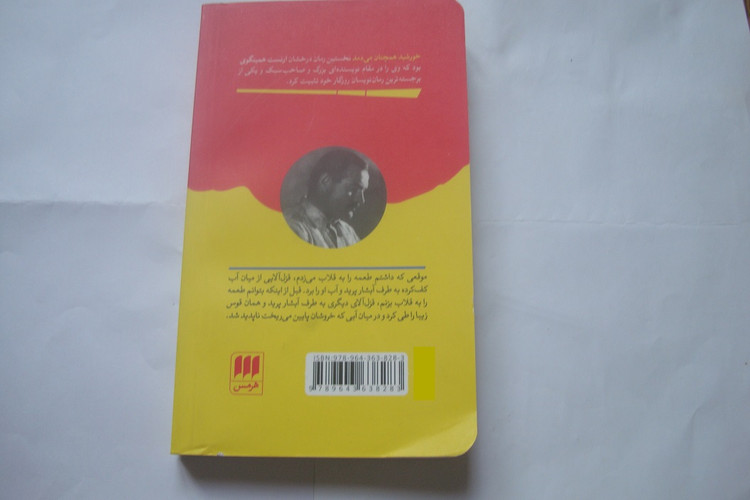 خورشید همچنان می‌دمد نخستین رمان درخشان ارنست همینگوی
بود که وی را در مقام نویسنده‌ای بزرگ و صاحب‌سبک و یکی از
برجسته‌ترین رمان‌نویسان روزگار خود تثبیت کرد.
موقعی که داشتم طعمه را به قلاب می‌زدم، قزل‌آلایی از میان آب
کف‌کرده به طرف آبشار پرید و آب او را برد. قبل از اینکه بتوانم طعمه
را به قلاب بزنم، قزل‌آلای دیگری به طرف آبشار پرید و همان قوس
زیبا را طی کرد و در میان آبی که خروشان پایین می‌ریخت ناپدید شد.
ISBN-978-964-363-828-3
9789643638283
هرمس